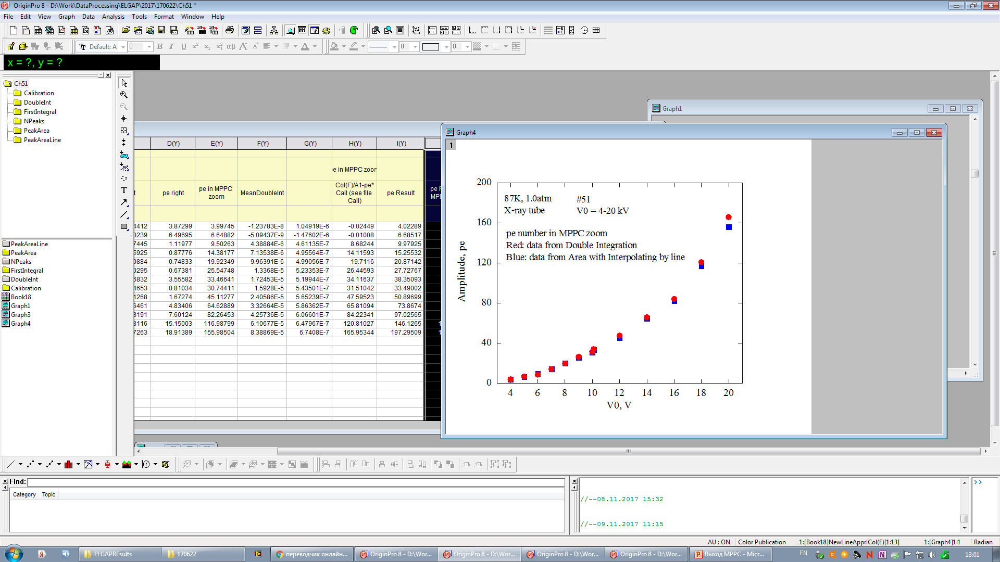 OriginPro 8 - D:\Work\DataProcessing\ELGAP\2017\170622\Ch51 *
File Edit View Graph Data Analysis Tools Format Window Help
Default: A 0 B I U x² x₂ αβ A A A 0 0
x = ?, y = ?
Ch51
Calibration
DoubleInt
FirstIntegral
NPeaks
PeakArea
PeakAreaLine
PeakAreaLine
PeakArea
NPeaks
FirstIntegral
DoubleInt
Calibration
Book18
Graph1
Graph3
Graph4
T
D(Y) E(Y) F(Y) G(Y) H(Y) I(Y)
e in MPPC zoor
pe right pe in MPPC zoom MeanDoubleInt Col(F)/A1-pe* Call (see file Call) pe Result
4412 3.87299 3.99745 -1.23783E-8 1.04919E-6 -0.02449 4.02289
0239 6.49695 6.64882 -5.09437E-9 -1.47602E-6 -0.01008 6.68517
7445 1.11977 9.50263 4.38884E-6 4.61135E-7 8.68244 9.97925
5925 0.87776 14.38177 7.13538E-6 4.95564E-7 14.11593 15.25532
0884 0.74833 19.92349 9.96391E-6 4.99056E-7 19.7116 20.87142
0295 0.67381 25.54748 1.3368E-5 5.23353E-7 26.44593 27.72767
6832 3.55582 33.46641 1.72453E-5 5.19944E-7 34.11637 38.35093
4653 0.81034 30.74411 1.5928E-5 5.43501E-7 31.51042 33.49002
1268 1.67274 45.11277 2.40586E-5 5.65239E-7 47.59523 50.89699
6461 4.83406 64.62889 3.32664E-5 5.86362E-7 65.81094 73.8674
3191 7.60124 82.26453 4.25736E-5 6.06601E-7 84.22341 97.02565
3116 15.15003 116.98799 6.10677E-5 6.47967E-7 120.81027 146.1265
7263 18.91389 155.98504 8.38869E-5 6.7408E-7 165.95344 197.29509
Graph1
Graph4
1
200
160
120
80
40
0
Amplitude, pe
87K, 1.0atm #51
X-ray tube V0 = 4-20 kV
pe number in MPPC zoom
Red: data from Double Integration
Blue: data from Area with Interpolating by line
4 6 8 10 12 14 16 18 20
V0, V
Find:
Category Topic
//--08.11.2017 15:32
//--09.11.2017 11:15
>>
AU : ON Color Publication 1:[Book18]NewLineAppr!Col(E)[1:13] 1:[Graph4]1!1 Radian
Я ELGAPREsults 170622 переводчик онлайн... OriginPro 8 - D:\Wor... OriginPro 8 - D:\Wor... OriginPro 8 - D:\Wor... OriginPro 8 - D:\Wor... Выход MPPC - Micr... EN 13:01